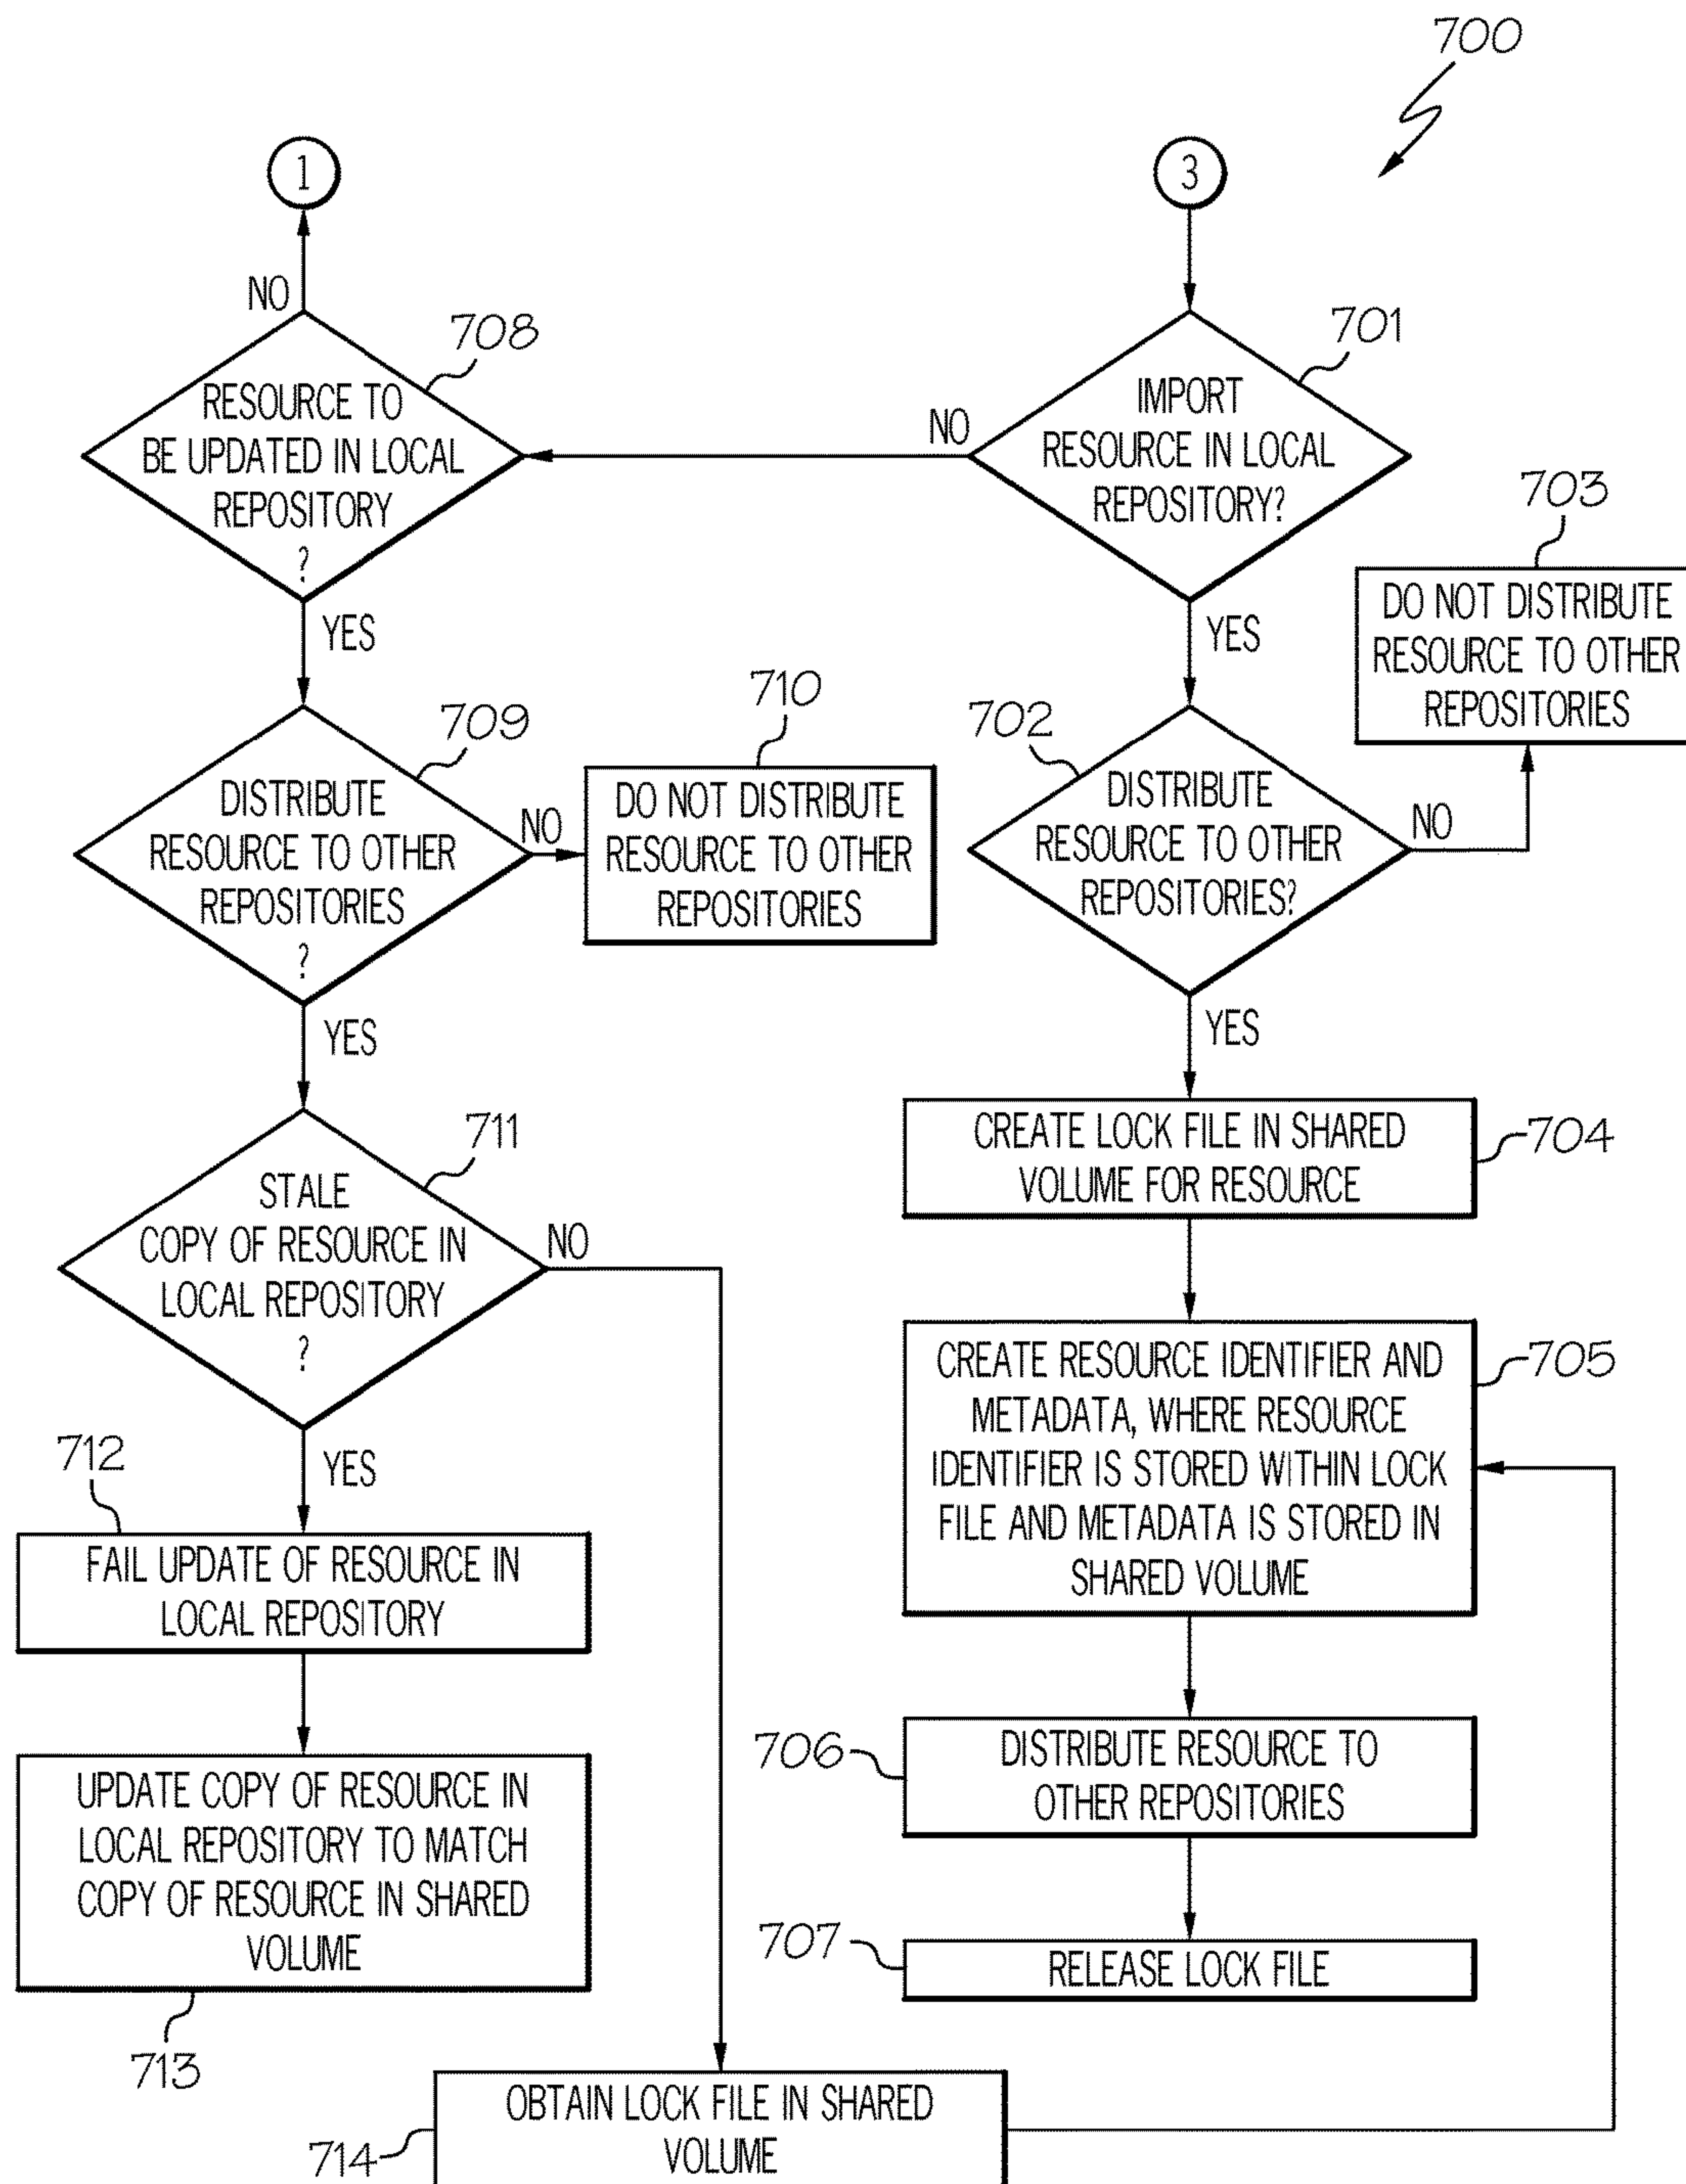 700
1
3
NO
708
RESOURCE TO
BE UPDATED IN LOCAL
REPOSITORY
?
NO
701
IMPORT
RESOURCE IN LOCAL
REPOSITORY?
703
DO NOT DISTRIBUTE
RESOURCE TO OTHER
REPOSITORIES
YES
YES
709
DISTRIBUTE
RESOURCE TO OTHER
REPOSITORIES
?
NO
710
DO NOT DISTRIBUTE
RESOURCE TO OTHER
REPOSITORIES
702
DISTRIBUTE
RESOURCE TO OTHER
REPOSITORIES?
NO
YES
YES
711
STALE
COPY OF RESOURCE IN
LOCAL REPOSITORY
?
NO
CREATE LOCK FILE IN SHARED
VOLUME FOR RESOURCE
704
CREATE RESOURCE IDENTIFIER AND
METADATA, WHERE RESOURCE
IDENTIFIER IS STORED WITHIN LOCK
FILE AND METADATA IS STORED IN
SHARED VOLUME
705
YES
712
FAIL UPDATE OF RESOURCE IN
LOCAL REPOSITORY
706
DISTRIBUTE RESOURCE TO
OTHER REPOSITORIES
UPDATE COPY OF RESOURCE IN
LOCAL REPOSITORY TO MATCH
COPY OF RESOURCE IN SHARED
VOLUME
713
707
RELEASE LOCK FILE
OBTAIN LOCK FILE IN SHARED
VOLUME
714